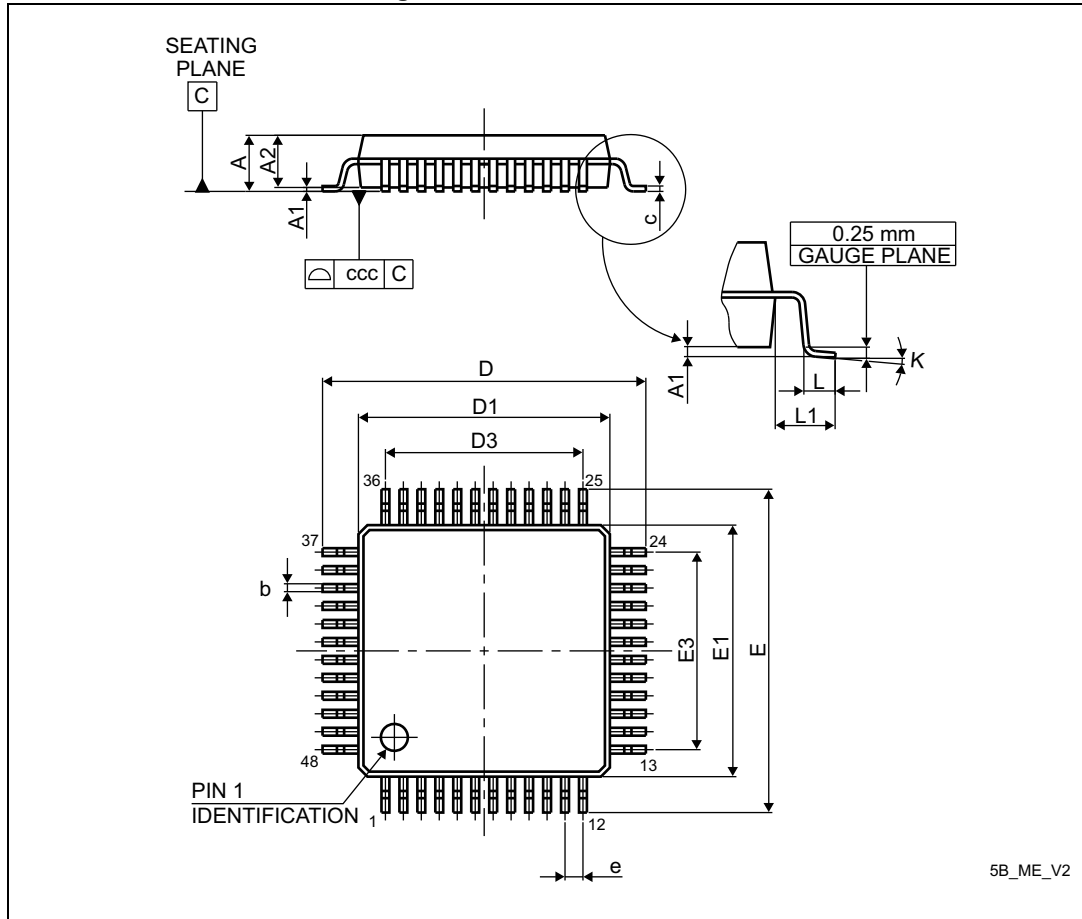 SEATING
PLANE
C
A
A2
A1
c
ccc C
0.25 mm
GAUGE PLANE
A1
K
L
L1
D
D1
D3
36
25
37
24
b
E3
E1
E
48
13
PIN 1
IDENTIFICATION
1
12
e
5B_ME_V2